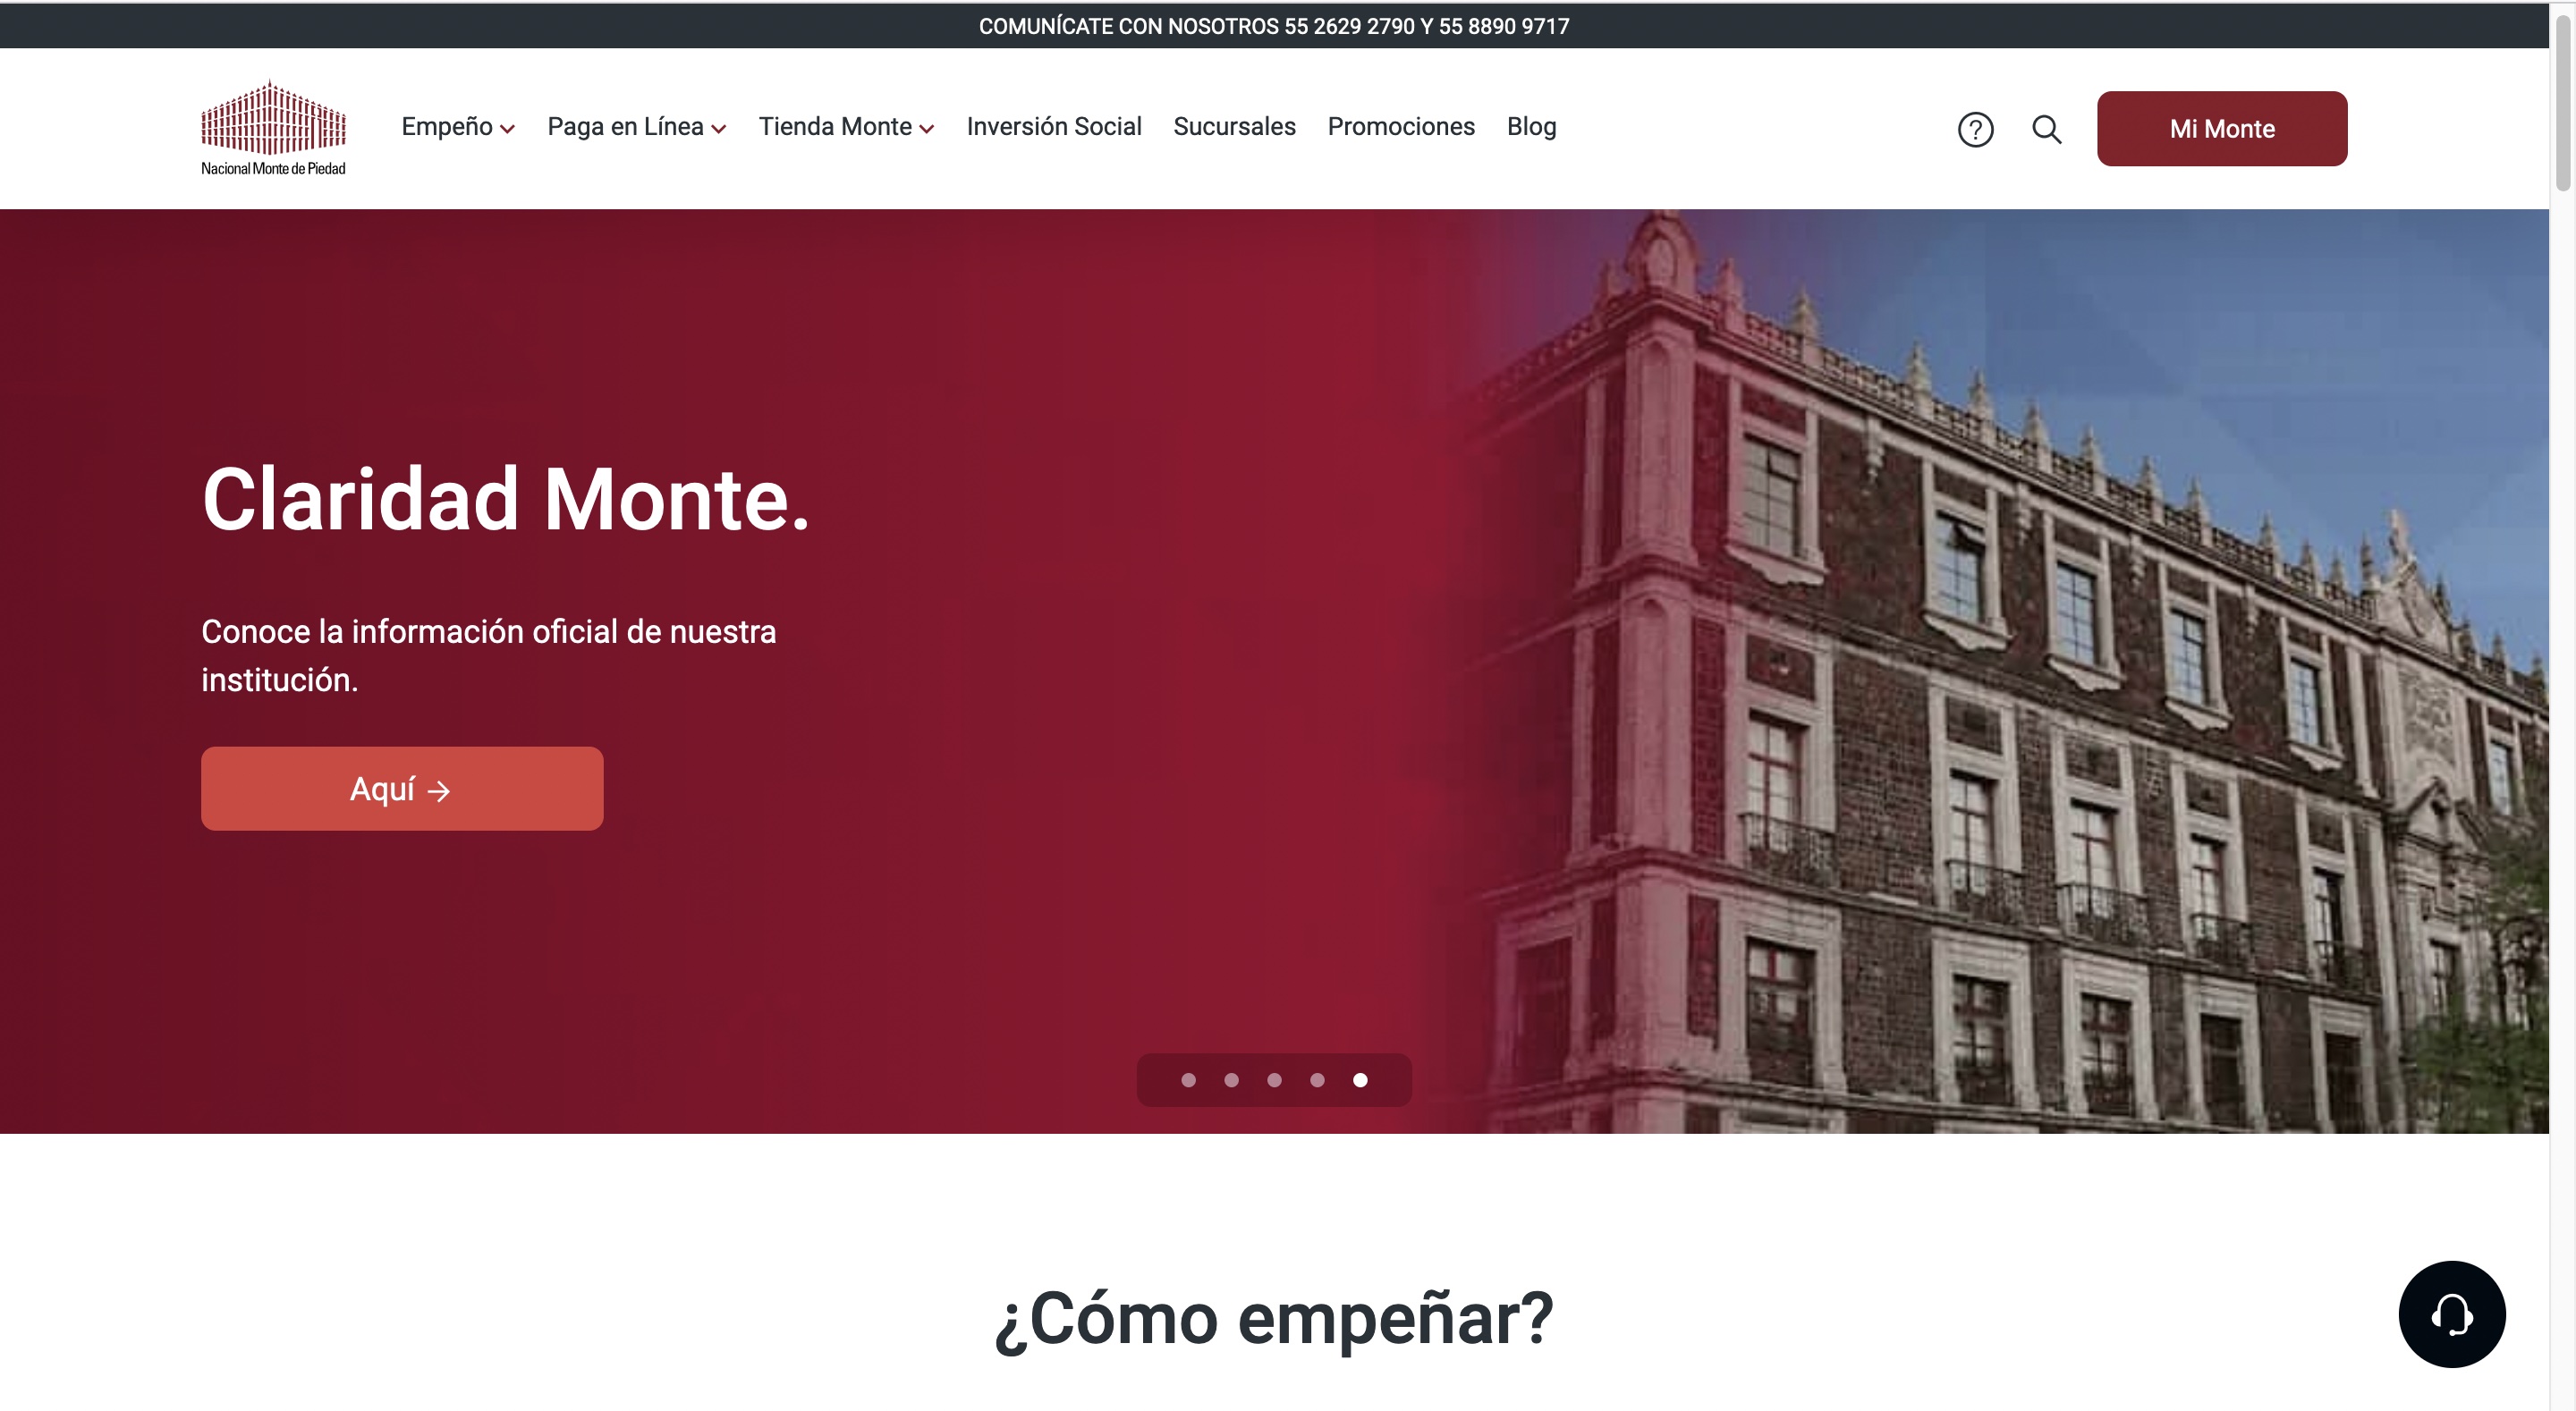 COMUNÍCATE CON NOSOTROS 55 2629 2790 Y 55 8890 9717
Nacional Monte de Piedad
Empeño
Paga en Línea
Tienda Monte
Inversión Social
Sucursales
Promociones
Blog
?
Mi Monte
Claridad Monte.
Conoce la información oficial de nuestra
institución.
Aquí →
¿Cómo empeñar?